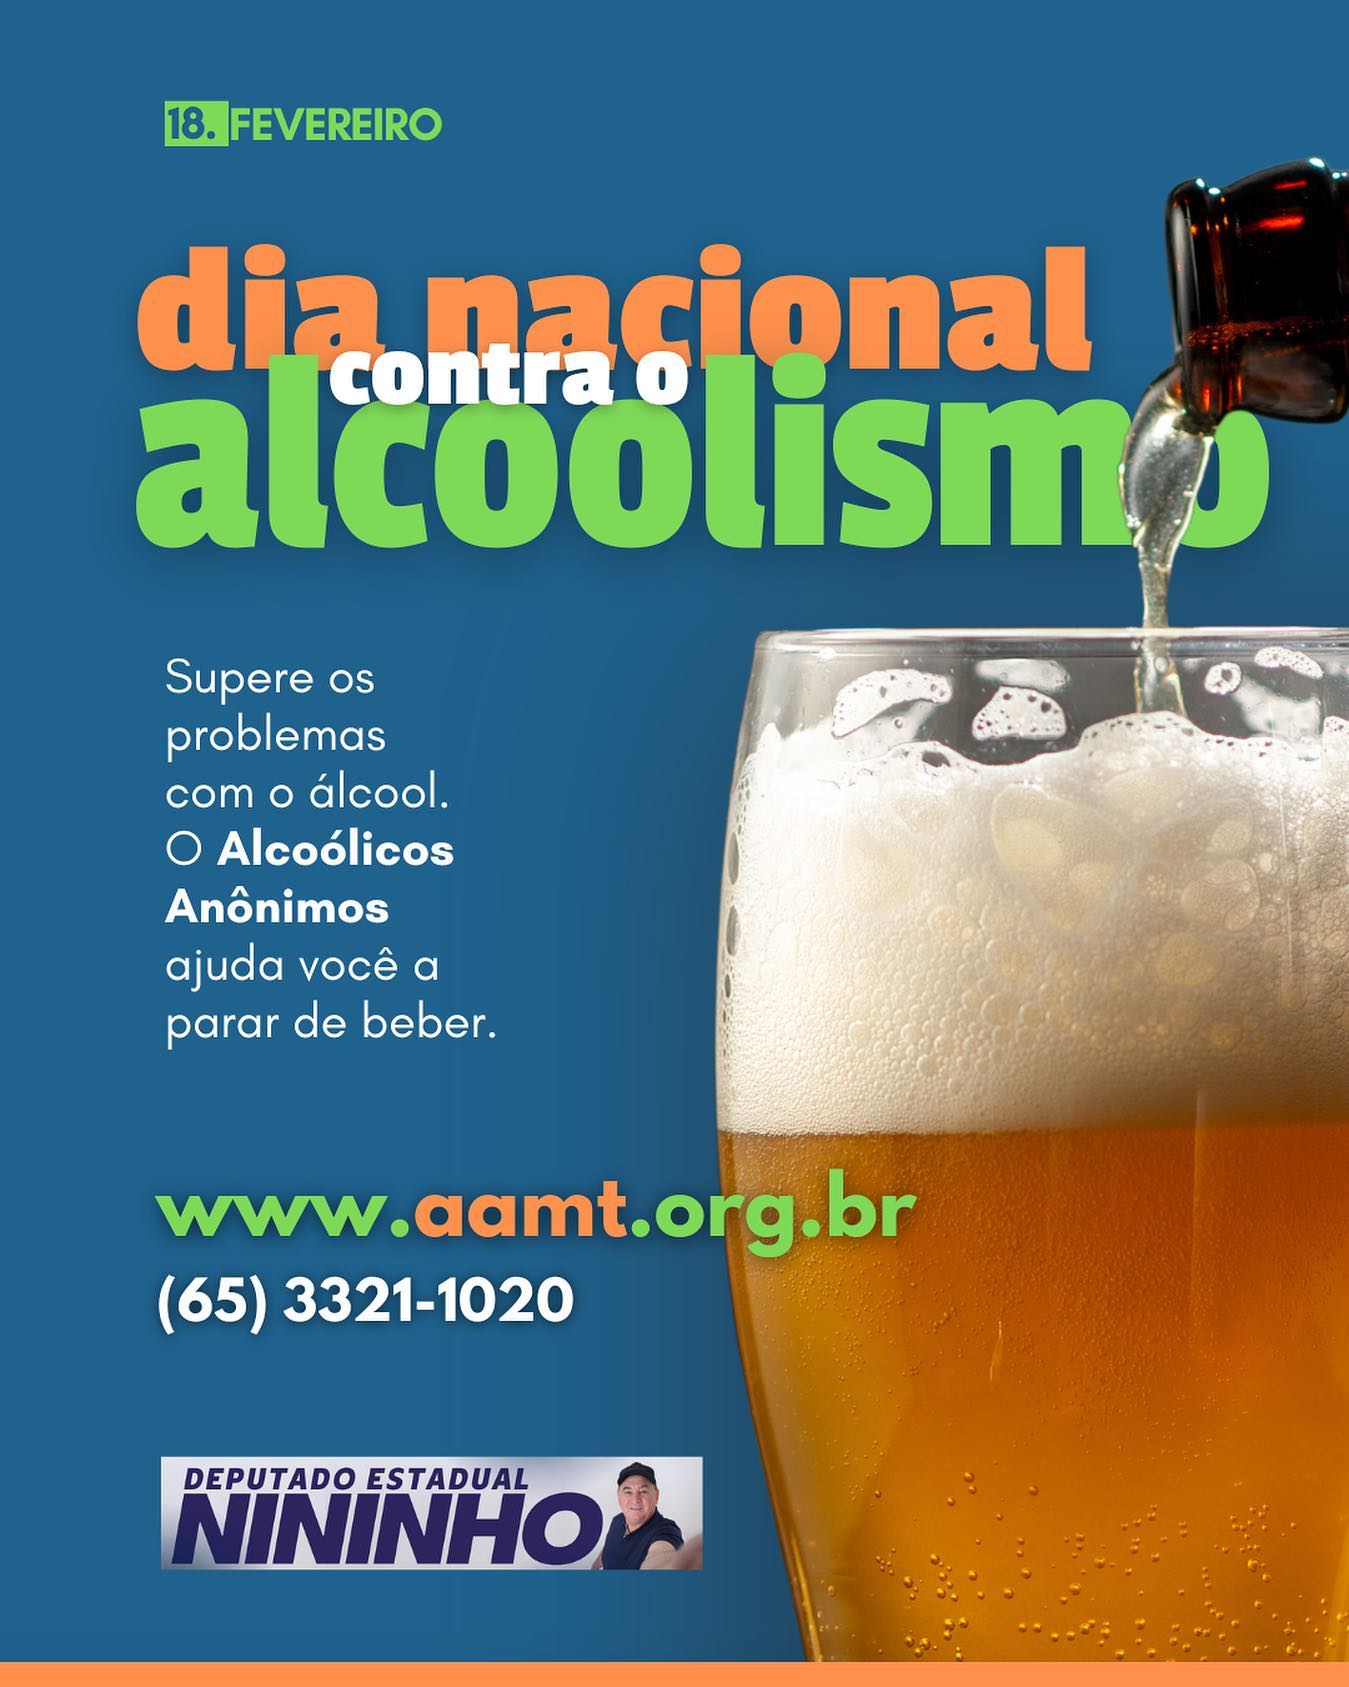 18. FEVEREIRO
dia nacional
contra o
alcoolismo
Supere os
problemas
com o álcool.
O Alcoólicos
Anônimos
ajuda você a
parar de beber.
www.aamt.org.br
(65) 3321-1020
DEPUTADO ESTADUAL
NININHO